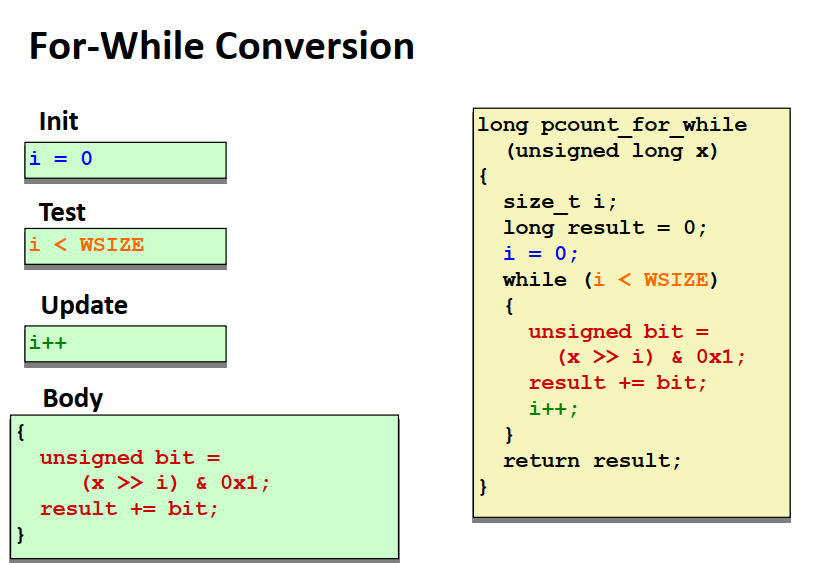 For-While Conversion
Init
i = 0
Test
i < WSIZE
Update
i++
Body
{
  unsigned bit =
     (x >> i) & 0x1;
  result += bit;
}
long pcount_for_while
  (unsigned long x)
{
  size_t i;
  long result = 0;
  i = 0;
  while (i < WSIZE)
  {
    unsigned bit =
      (x >> i) & 0x1;
    result += bit;
    i++;
  }
  return result;
}